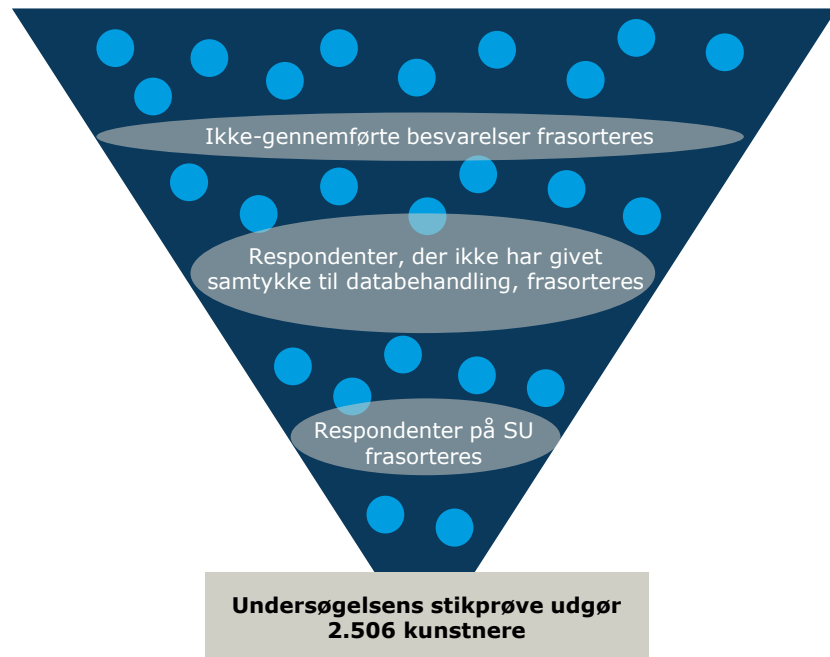 Ikke-gennemførte besvarelser frasorteres
Respondenter, der ikke har givet
samtykke til databehandling, frasorteres
Respondenter på SU
frasorteres
Undersøgelsens stikprøve udgør
2.506 kunstnere